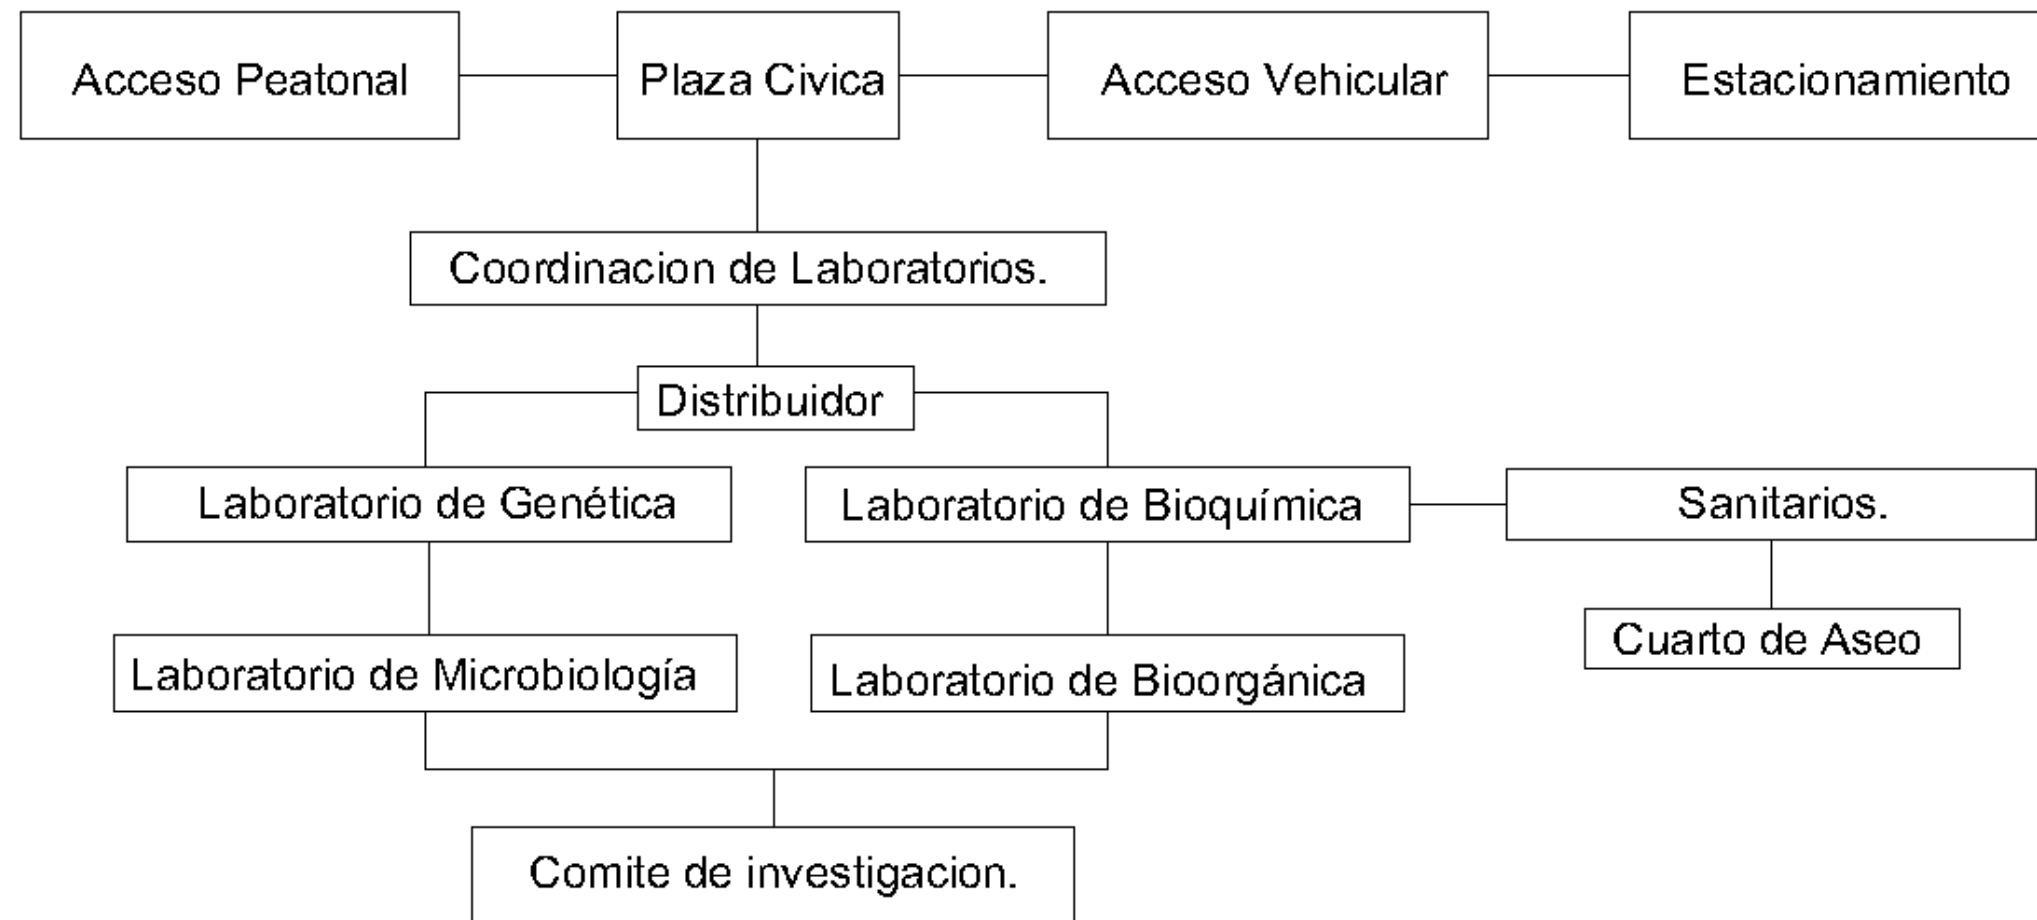 Acceso Peatonal
Plaza Civica
Acceso Vehicular
Estacionamiento
Coordinacion de Laboratorios.
Distribuidor
Laboratorio de Genética
Laboratorio de Bioquímica
Sanitarios.
Cuarto de Aseo
Laboratorio de Microbiología
Laboratorio de Bioorgánica
Comite de investigacion.